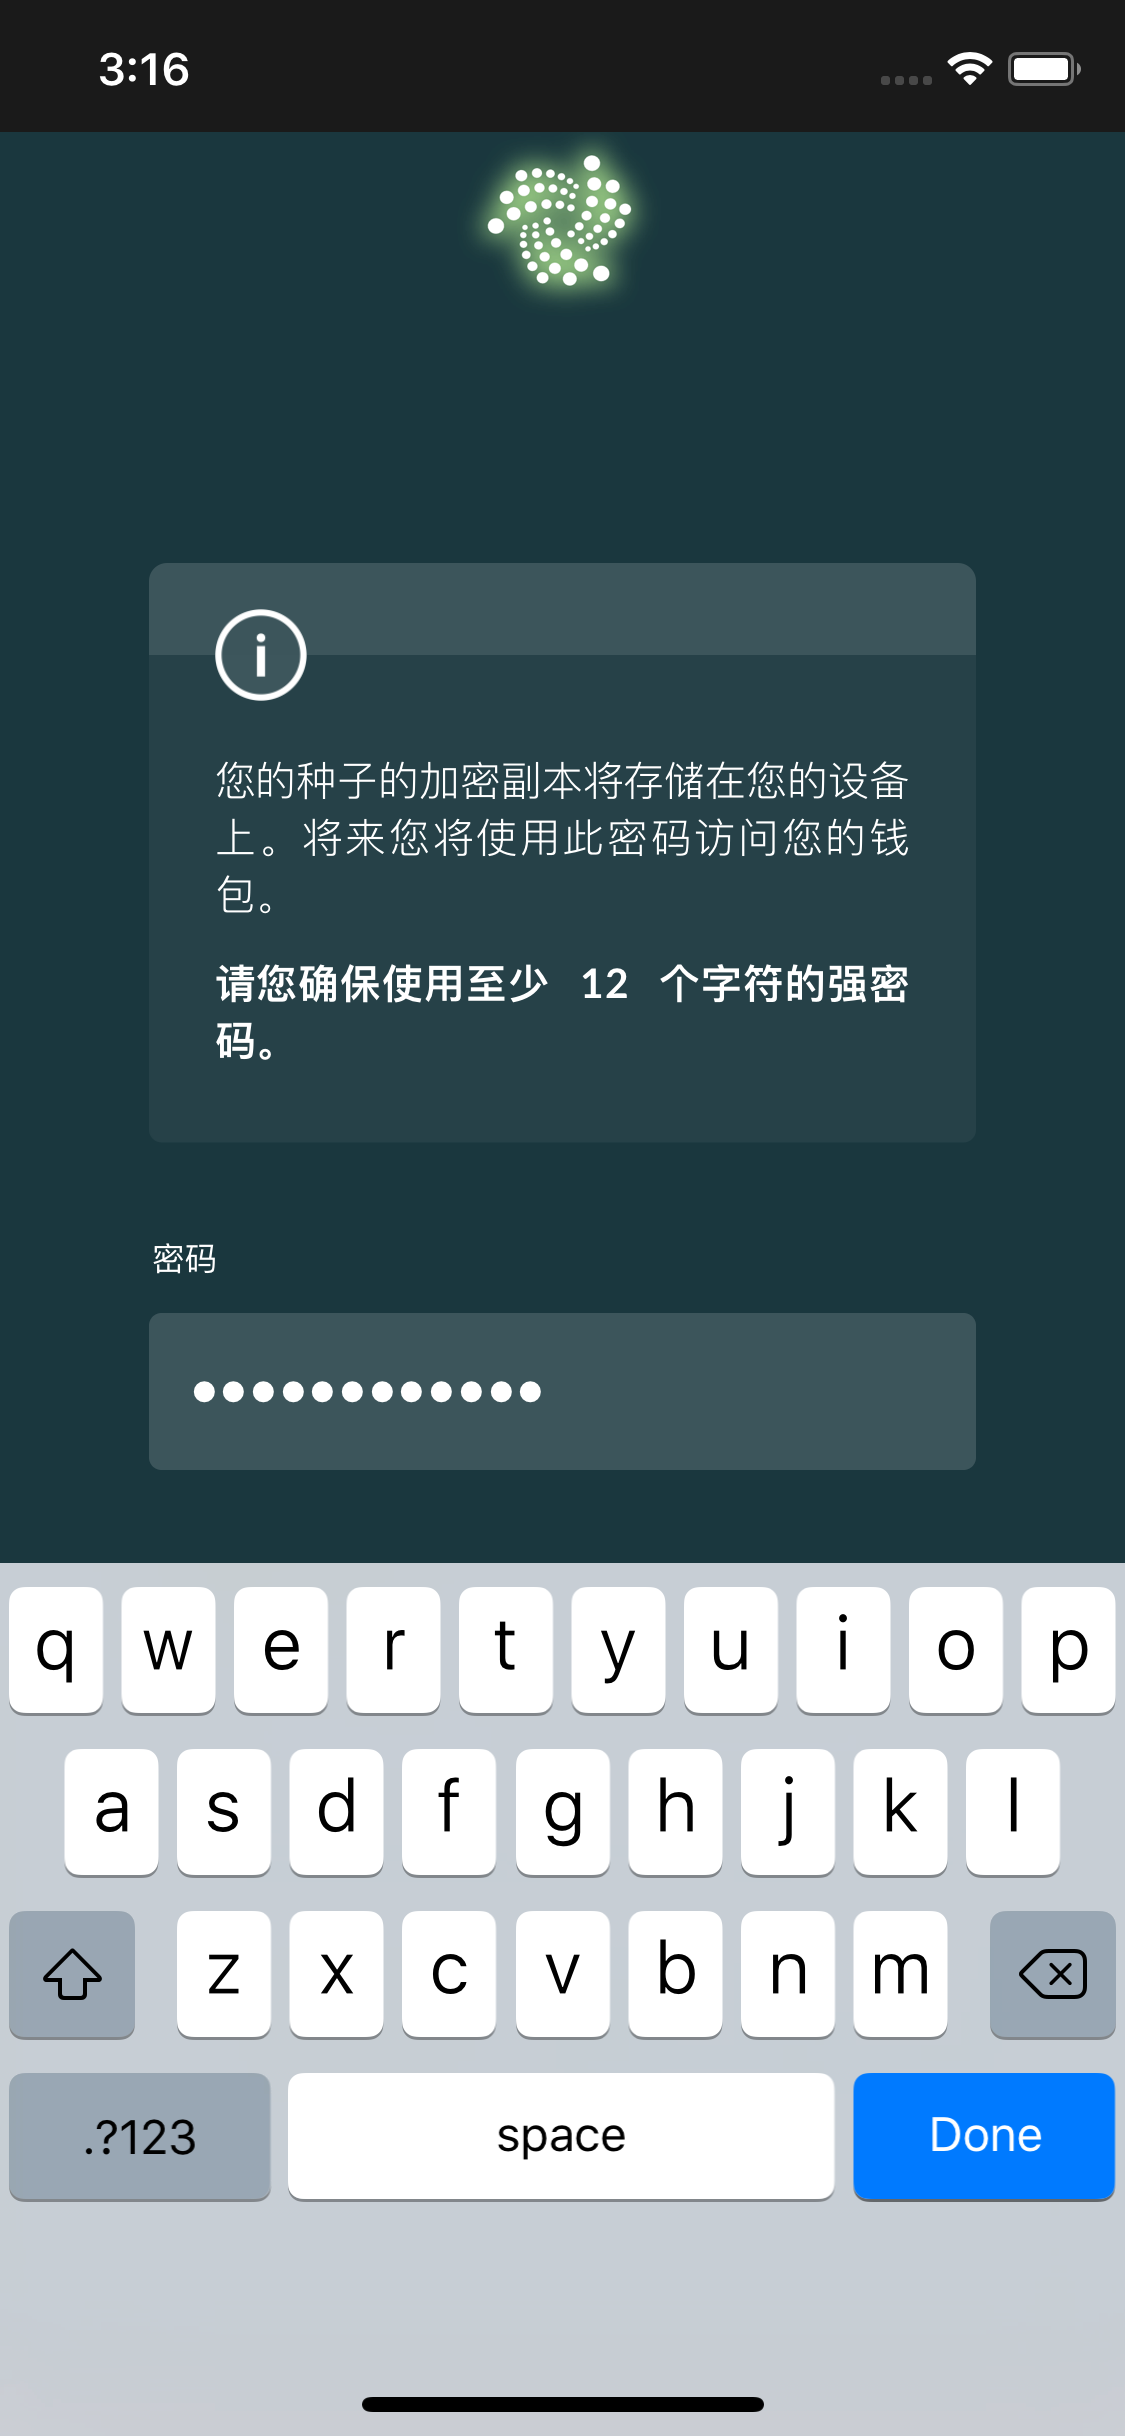 3:16
您的种子的加密副本将存储在您的设备
上。将来您将使用此密码访问您的钱
包。
请您确保使用至少 12 个字符的强密
码。
密码
••••••••••••
q w e r t y u i o p
a s d f g h j k l
z x c v b n m
.?123 space Done